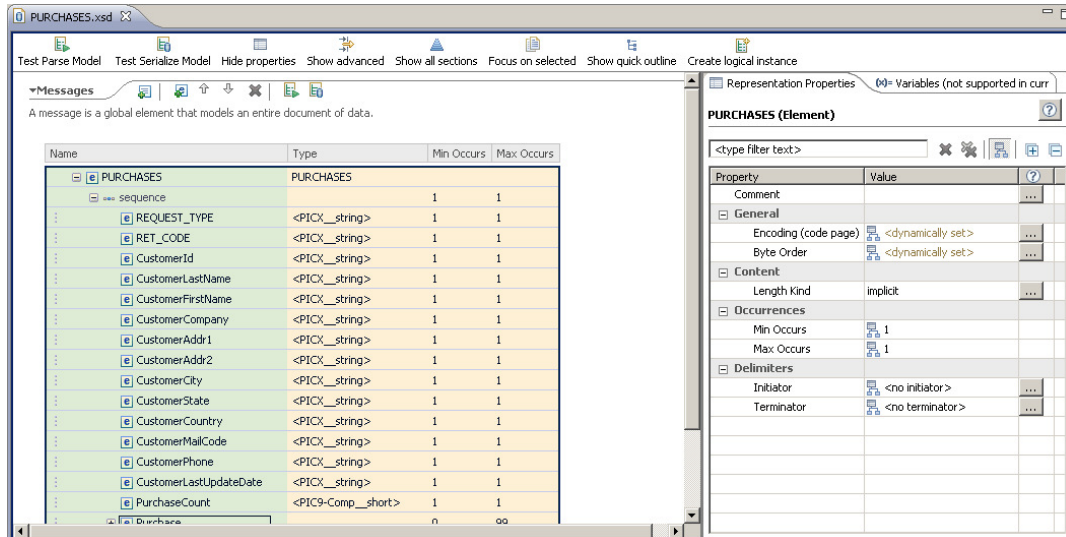 PURCHASES.xsd
Test Parse Model Test Serialize Model Hide properties Show advanced Show all sections Focus on selected Show quick outline Create logical instance
Messages
A message is a global element that models an entire document of data.
Name Type Min Occurs Max Occurs
e PURCHASES PURCHASES
sequence 1 1
e REQUEST_TYPE <PICX__string> 1 1
e RET_CODE <PICX__string> 1 1
e CustomerId <PICX__string> 1 1
e CustomerLastName <PICX__string> 1 1
e CustomerFirstName <PICX__string> 1 1
e CustomerCompany <PICX__string> 1 1
e CustomerAddr1 <PICX__string> 1 1
e CustomerAddr2 <PICX__string> 1 1
e CustomerCity <PICX__string> 1 1
e CustomerState <PICX__string> 1 1
e CustomerCountry <PICX__string> 1 1
e CustomerMailCode <PICX__string> 1 1
e CustomerPhone <PICX__string> 1 1
e CustomerLastUpdateDate <PICX__string> 1 1
e PurchaseCount <PIC9-Comp__short> 1 1
e Purchase 0 99
Representation Properties (x)= Variables (not supported in curr
PURCHASES (Element) ?
<type filter text>
Property Value ?
Comment ...
General
Encoding (code page) <dynamically set> ...
Byte Order <dynamically set> ...
Content
Length Kind implicit ...
Occurrences
Min Occurs 1
Max Occurs 1
Delimiters
Initiator <no initiator> ...
Terminator <no terminator> ...